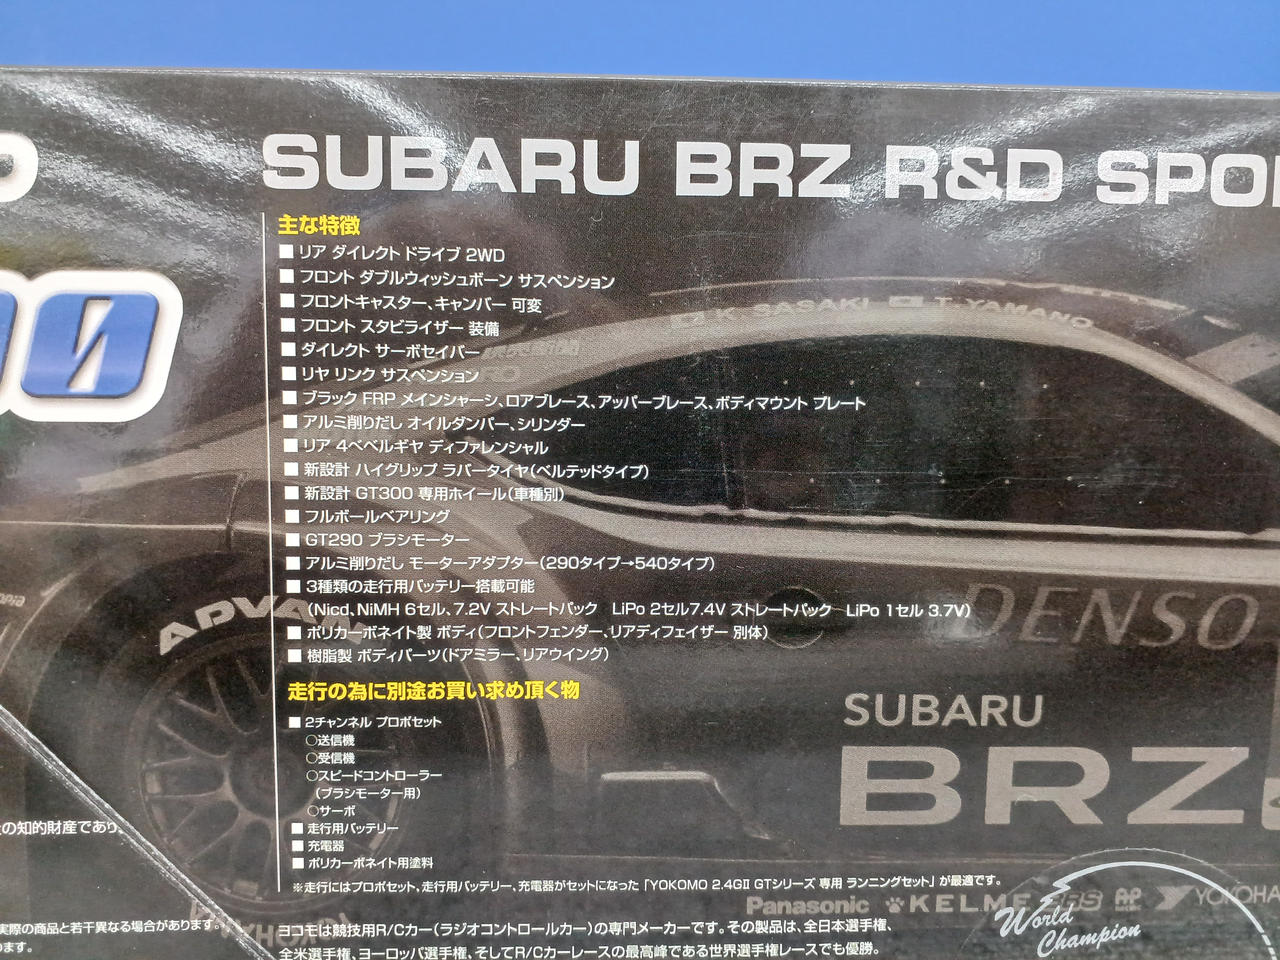 SUBARU BRZ R&D SPO
主な特徴
■ リア ダイレクト ドライブ 2WD
■ フロント ダブルウィッシュボーン サスペンション
■ フロントキャスター、キャンバー 可変
■ フロント スタビライザー 装備
■ ダイレクト サーボセイバー
■ リヤ リンク サスペンション
■ ブラック FRP メインシャーシ、ロアブレース、アッパーブレース、ボディマウント プレート
■ アルミ削りだし オイルダンパー、シリンダー
■ リア 4ベベルギヤ ディファレンシャル
■ 新設計 ハイグリップ ラバータイヤ(ベルテッドタイプ)
■ 新設計 GT300 専用ホイール(車種別)
■ フルボールベアリング
■ GT290 ブラシモーター
■ アルミ削りだし モーターアダプター(290タイプ→540タイプ)
■ 3種類の走行用バッテリー搭載可能
(Nicd、NiMH 6セル、7.2V ストレートパック LiPo 2セル7.4V ストレートパック LiPo 1セル 3.7V)
■ ポリカーボネイト製 ボディ(フロントフェンダー、リアディフェイザー 別体)
■ 樹脂製 ボディパーツ(ドアミラー、リアウイング)
走行の為に別途お買い求め頂く物
■ 2チャンネル プロポセット
○送信機
○受信機
○スピードコントローラー
(ブラシモーター用)
○サーボ
■ 走行用バッテリー
■ 充電器
■ ポリカーボネイト用塗料
※走行にはプロポセット、走行用バッテリー、充電器がセットになった「YOKOMO 2.4GII GTシリーズ 専用 ランニングセット」が最適です。
ヨコモは競技用R/Cカー(ラジオコントロールカー)の専門メーカーです。その製品は、全日本選手権、
全米選手権、ヨーロッパ選手権、そしてR/Cカーレースの最高峰である世界選手権レースでも優勝。
の知的財産であり、
実際の商品と若干異なる場合があります。
ります。
K SASAKI T-YAMANO
ADVAN
DENSO
SUBARU
BRZ
Panasonic KELME YOKOHA
World
Champion